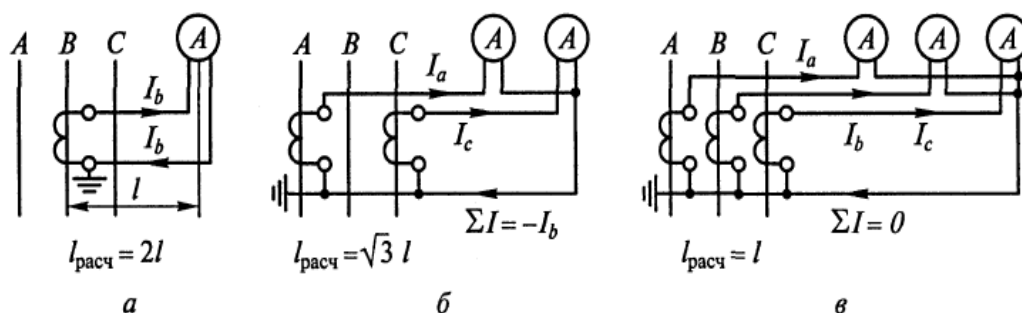 A B C A
I_b
I_b
l
l_расч = 2l
а
A B C A A
I_a
I_c
ΣI = -I_b
l_расч = √3 l
б
A B C A A A
I_a
I_b I_c
ΣI = 0
l_расч = l
в